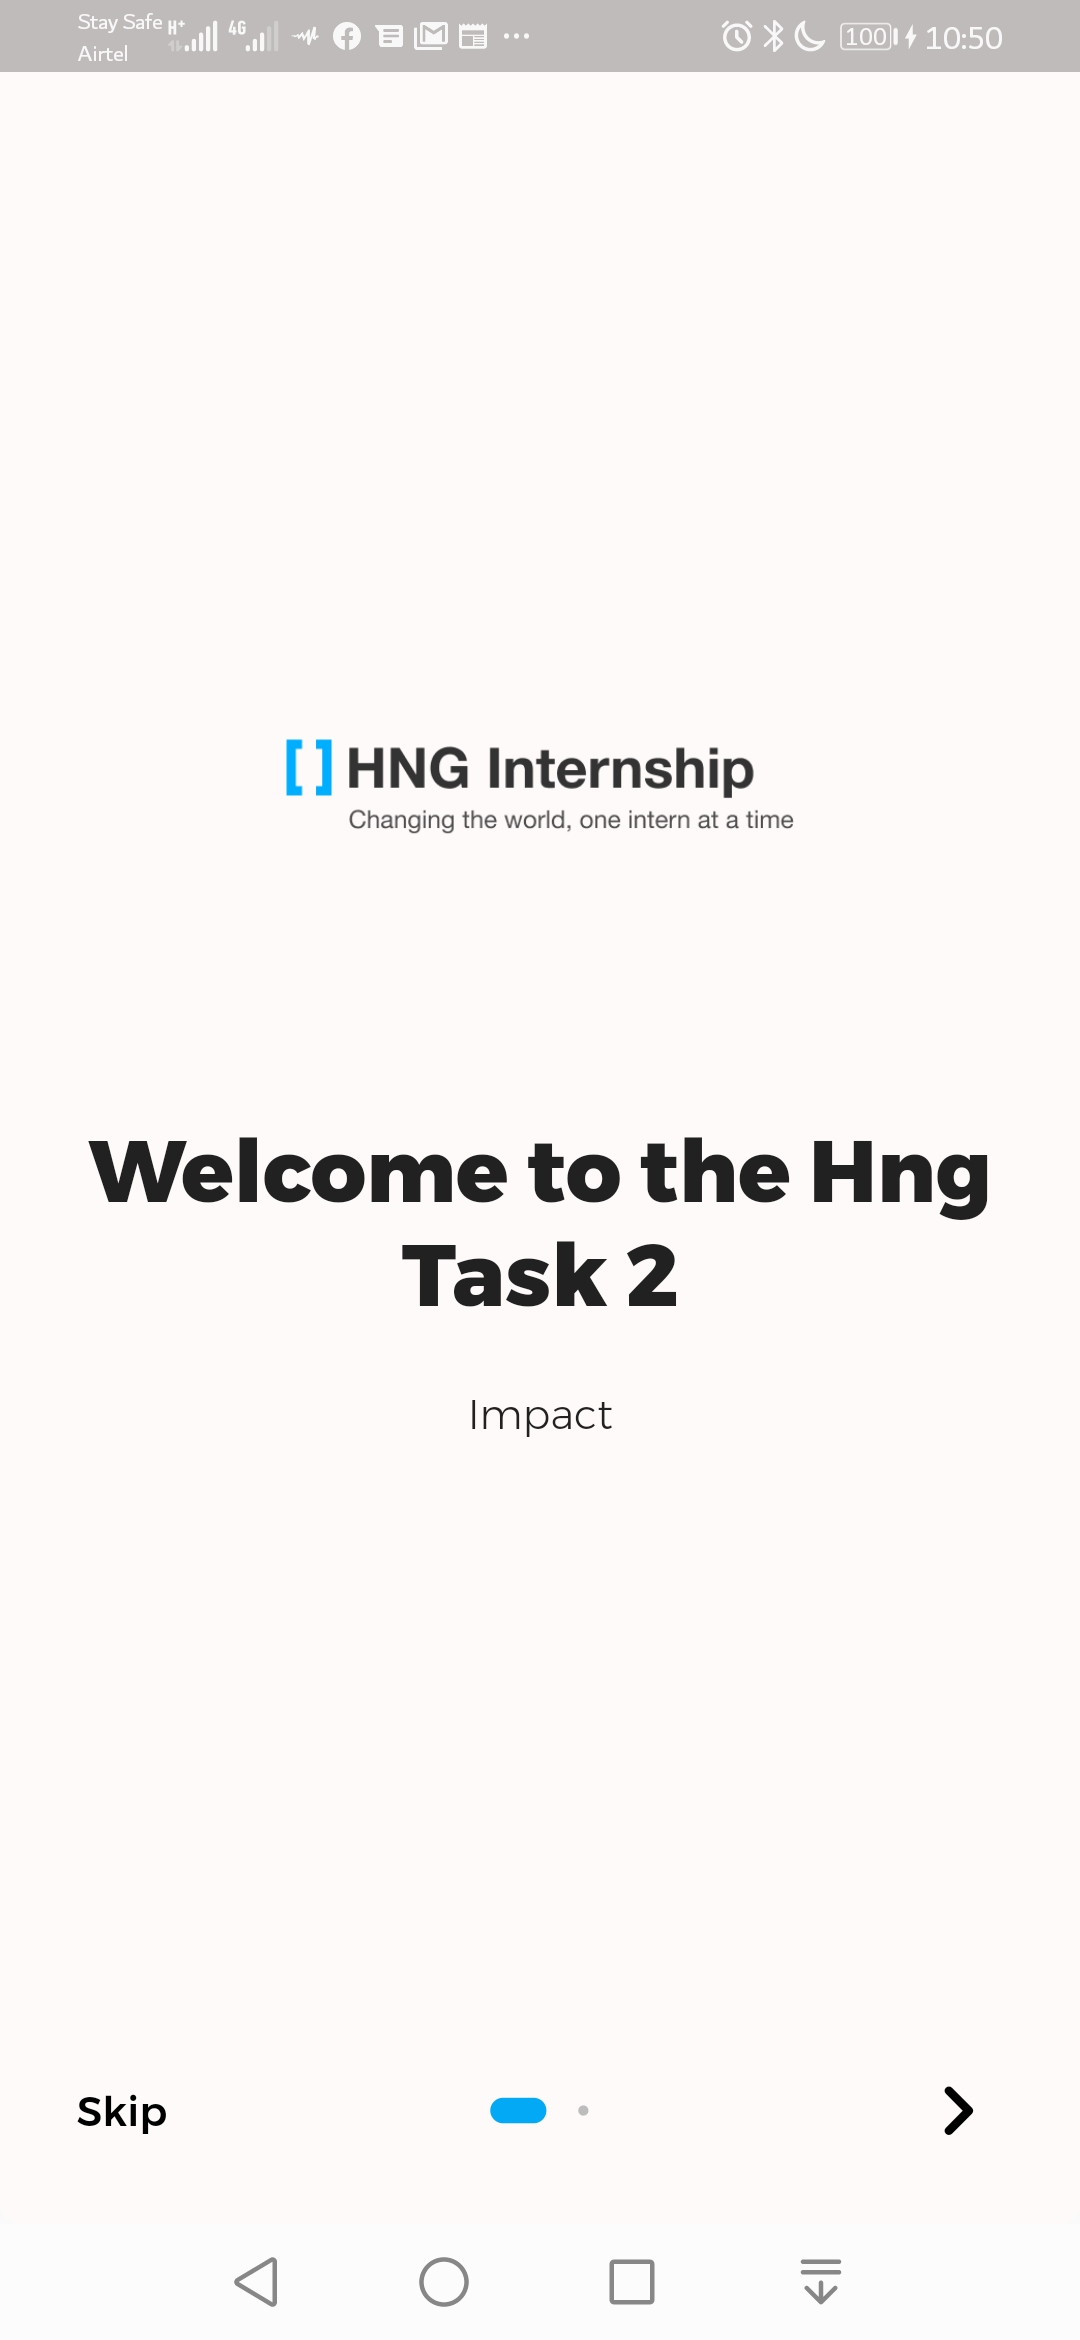 Stay Safe H+ 4G 100 10:50
Airtel
[ ] HNG Internship
Changing the world, one intern at a time
Welcome to the Hng
Task 2
Impact
Skip